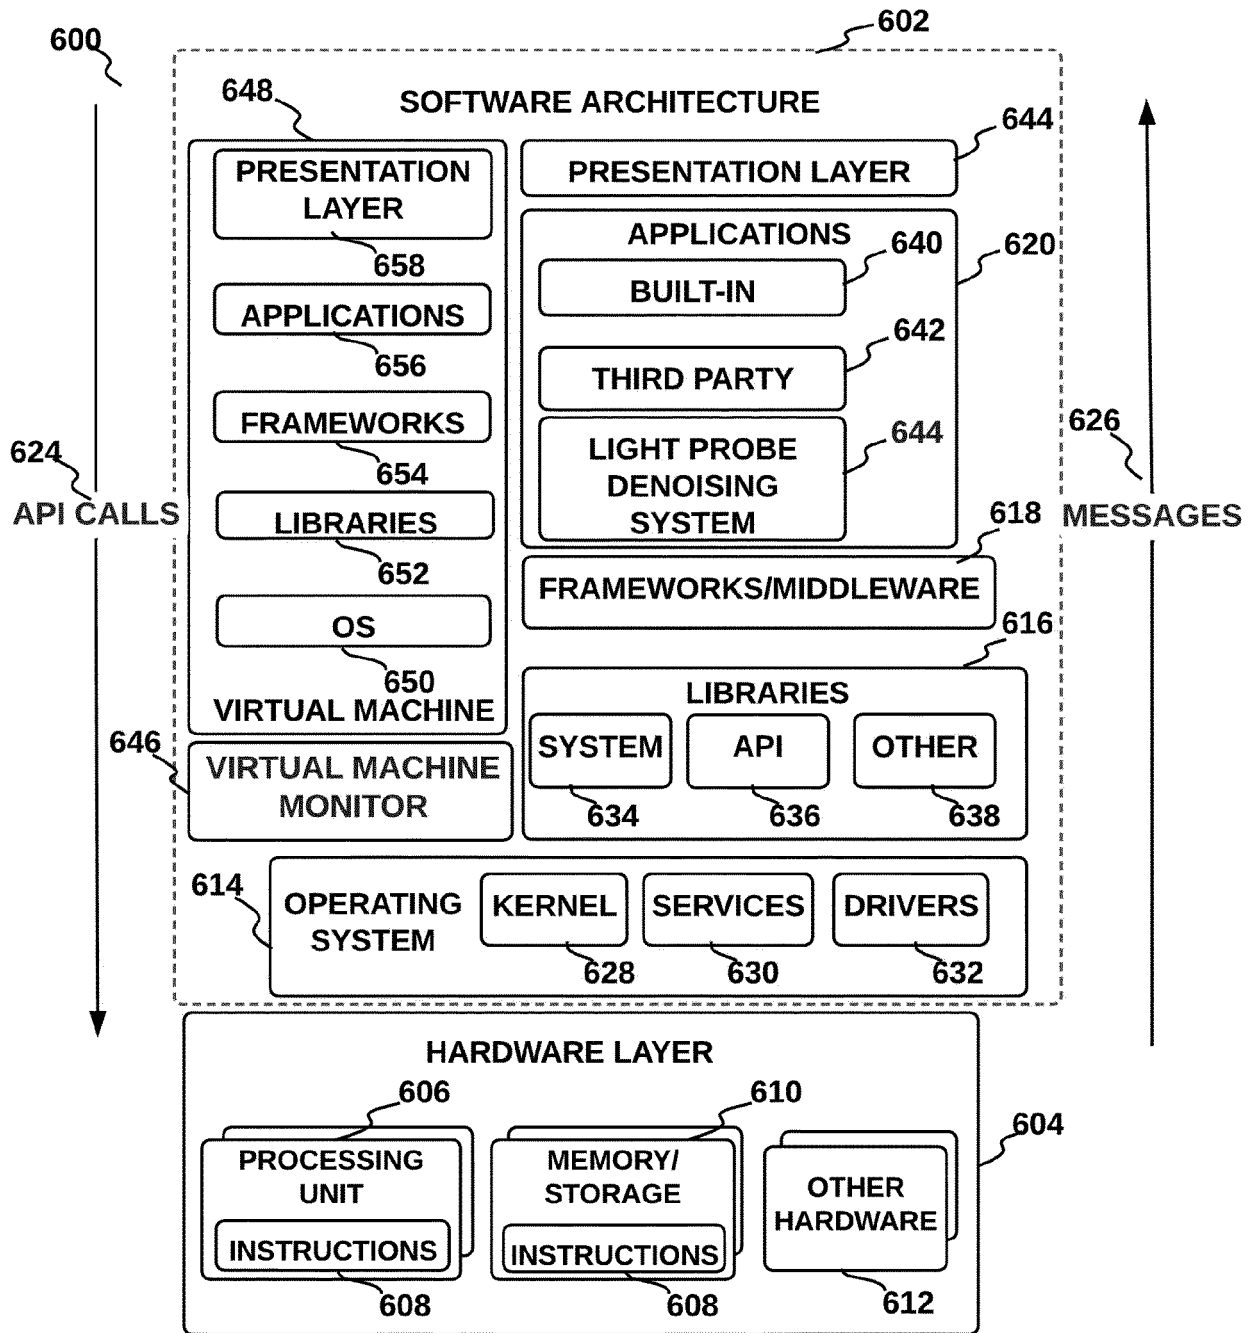 600
602
SOFTWARE ARCHITECTURE
648
PRESENTATION
LAYER
658
APPLICATIONS
656
FRAMEWORKS
654
LIBRARIES
652
OS
650
VIRTUAL MACHINE
646
VIRTUAL MACHINE
MONITOR
644
PRESENTATION LAYER
APPLICATIONS
620
640
BUILT-IN
642
THIRD PARTY
644
LIGHT PROBE
DENOISING
SYSTEM
618
FRAMEWORKS/MIDDLEWARE
616
LIBRARIES
SYSTEM
634
API
636
OTHER
638
624
API CALLS
626
MESSAGES
614
OPERATING
SYSTEM
KERNEL
628
SERVICES
630
DRIVERS
632
HARDWARE LAYER
604
606
PROCESSING
UNIT
INSTRUCTIONS
608
610
MEMORY/
STORAGE
INSTRUCTIONS
608
OTHER
HARDWARE
612